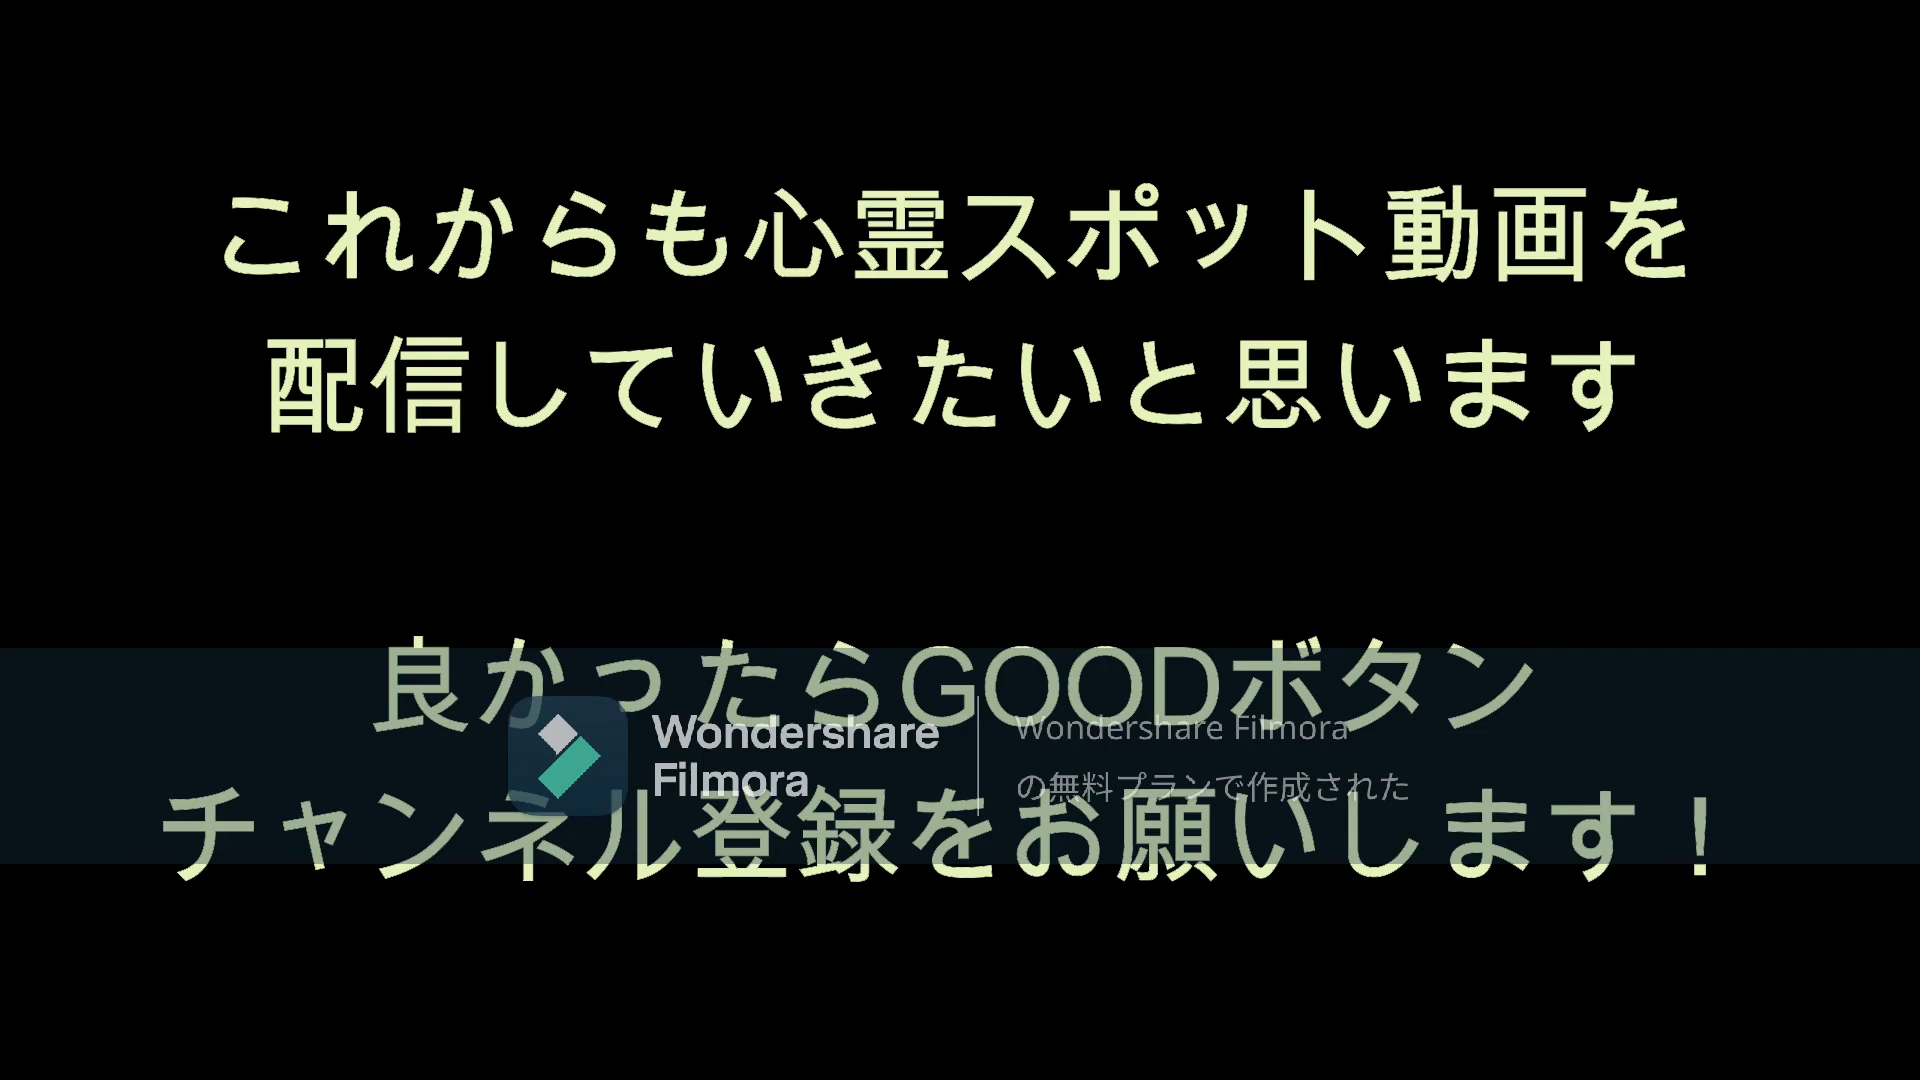 これからも心霊スポット動画を
配信していきたいと思います
良かったらGOODボタン
Wondershare
Filmora
Wondershare Filmora
の無料プランで作成された
チャンネル登録をお願いします！